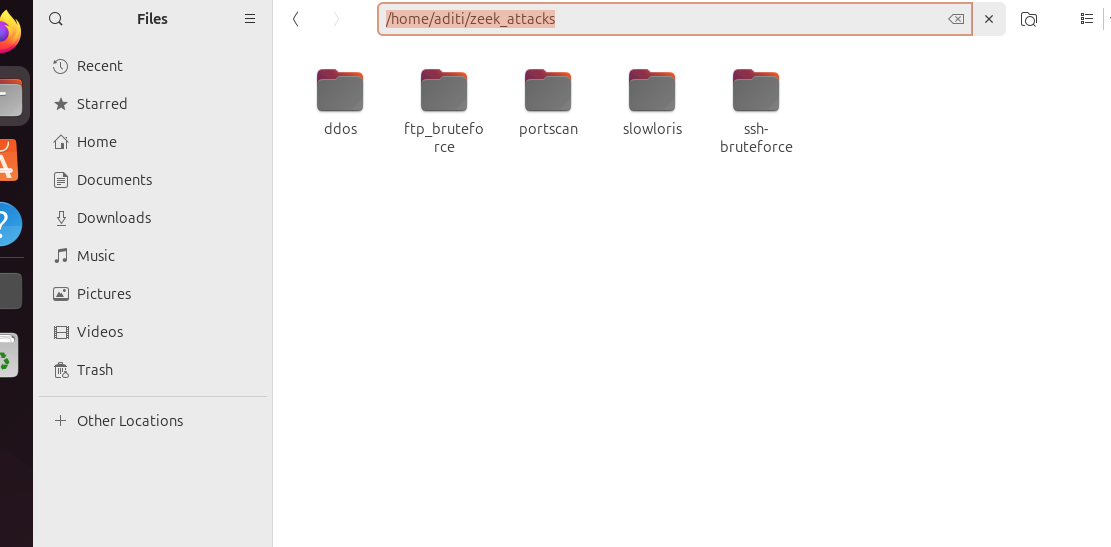 Files
/home/aditi/zeek_attacks
Recent
Starred
Home
Documents
Downloads
Music
Pictures
Videos
Trash
Other Locations
ddos
ftp_brutefo
rce
portscan
slowloris
ssh-
bruteforce